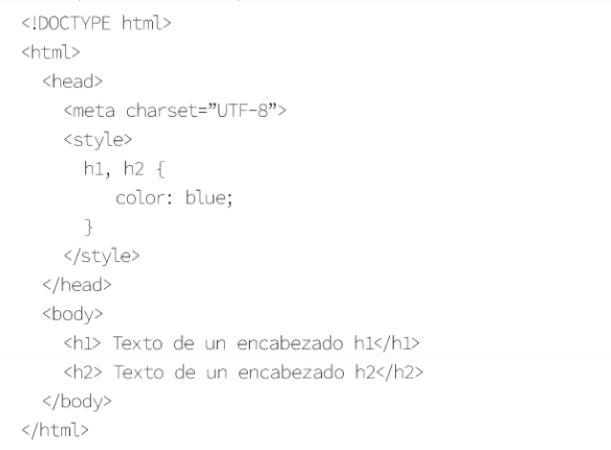 <!DOCTYPE html>
<html>
<head>
<meta charset=”UTF-8”>
<style>
h1, h2 {
color: blue;
}
</style>
</head>
<body>
<h1> Texto de un encabezado h1</h1>
<h2> Texto de un encabezado h2</h2>
</body>
</html>